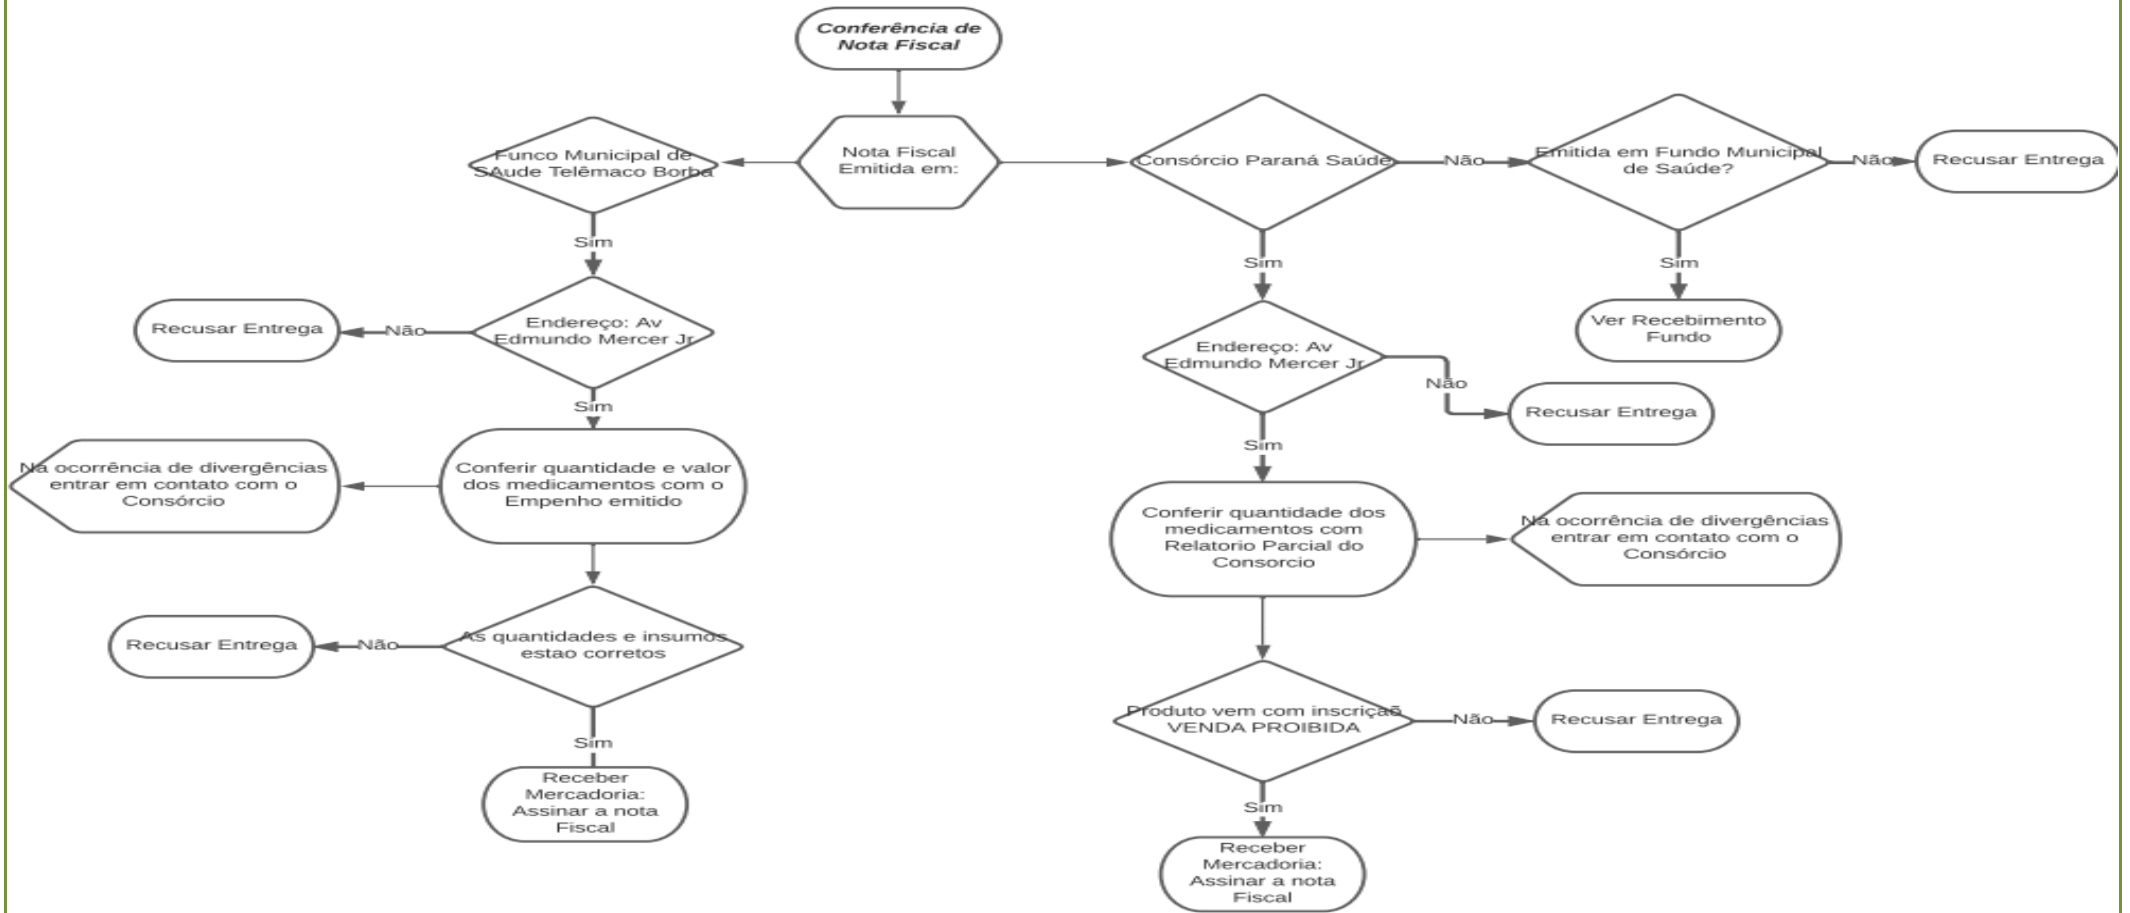 Conferência de
Nota Fiscal
Nota Fiscal
Emitida em:
Funco Municipal de
SAude Telêmaco Borba
Sim
Endereço: Av
Edmundo Mercer Jr
Não
Recusar Entrega
Sim
Conferir quantidade e valor
dos medicamentos com o
Empenho emitido
Na ocorrência de divergências
entrar em contato com o
Consórcio
As quantidades e insumos
estao corretos
Não
Recusar Entrega
Sim
Receber
Mercadoria:
Assinar a nota
Fiscal
Consórcio Paraná Saúde
Não
Emitida em Fundo Municipal
de Saúde?
Não
Recusar Entrega
Sim
Ver Recebimento
Fundo
Sim
Endereço: Av
Edmundo Mercer Jr
Não
Recusar Entrega
Sim
Conferir quantidade dos
medicamentos com
Relatorio Parcial do
Consorcio
Na ocorrência de divergências
entrar em contato com o
Consórcio
Produto vem com inscriçaõ
VENDA PROIBIDA
Não
Recusar Entrega
Sim
Receber
Mercadoria:
Assinar a nota
Fiscal